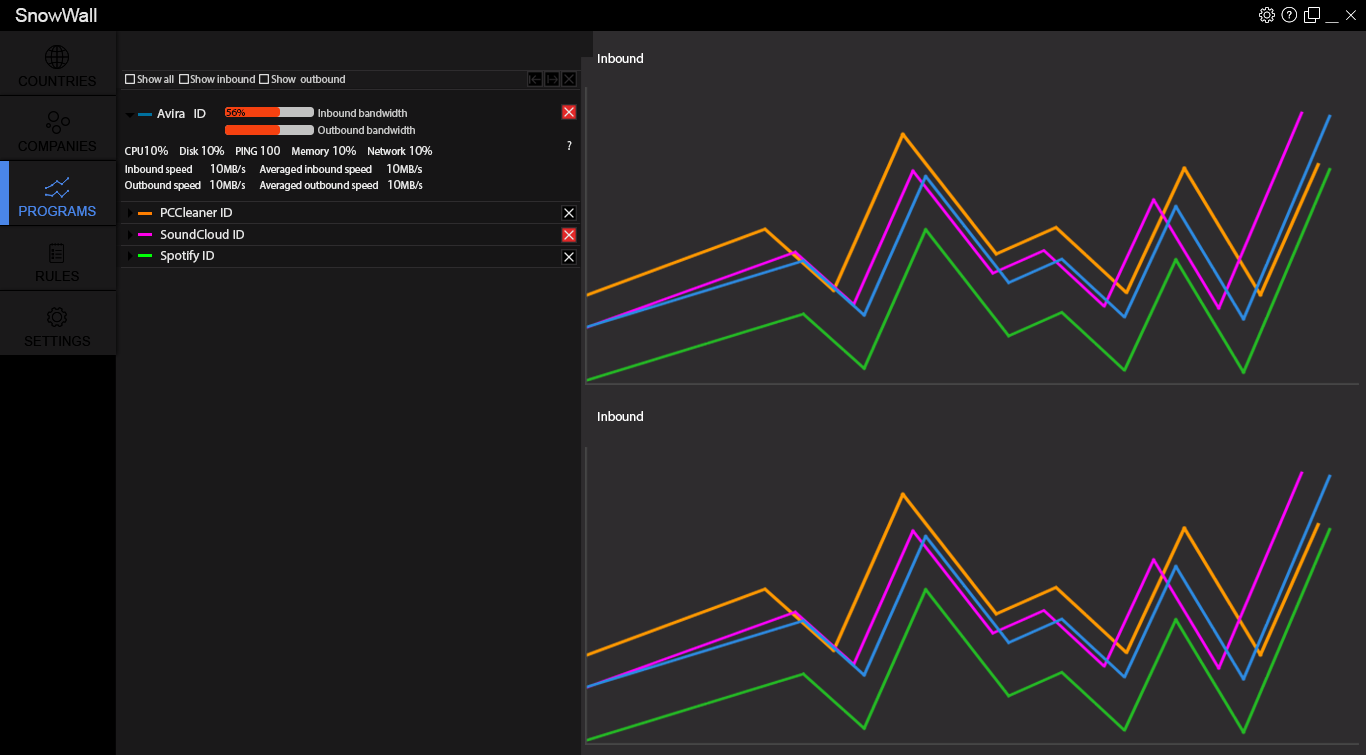 SnowWall
COUNTRIES
COMPANIES
PROGRAMS
RULES
SETTINGS
Show all Show inbound Show outbound
Avira ID 56% Inbound bandwidth
Outbound bandwidth
CPU10% Disk 10% PING 100 Memory 10% Network 10% ?
Inbound speed 10MB/s Averaged inbound speed 10MB/s
Outbound speed 10MB/s Averaged outbound speed 10MB/s
PCCleaner ID
SoundCloud ID
Spotify ID
Inbound
Inbound